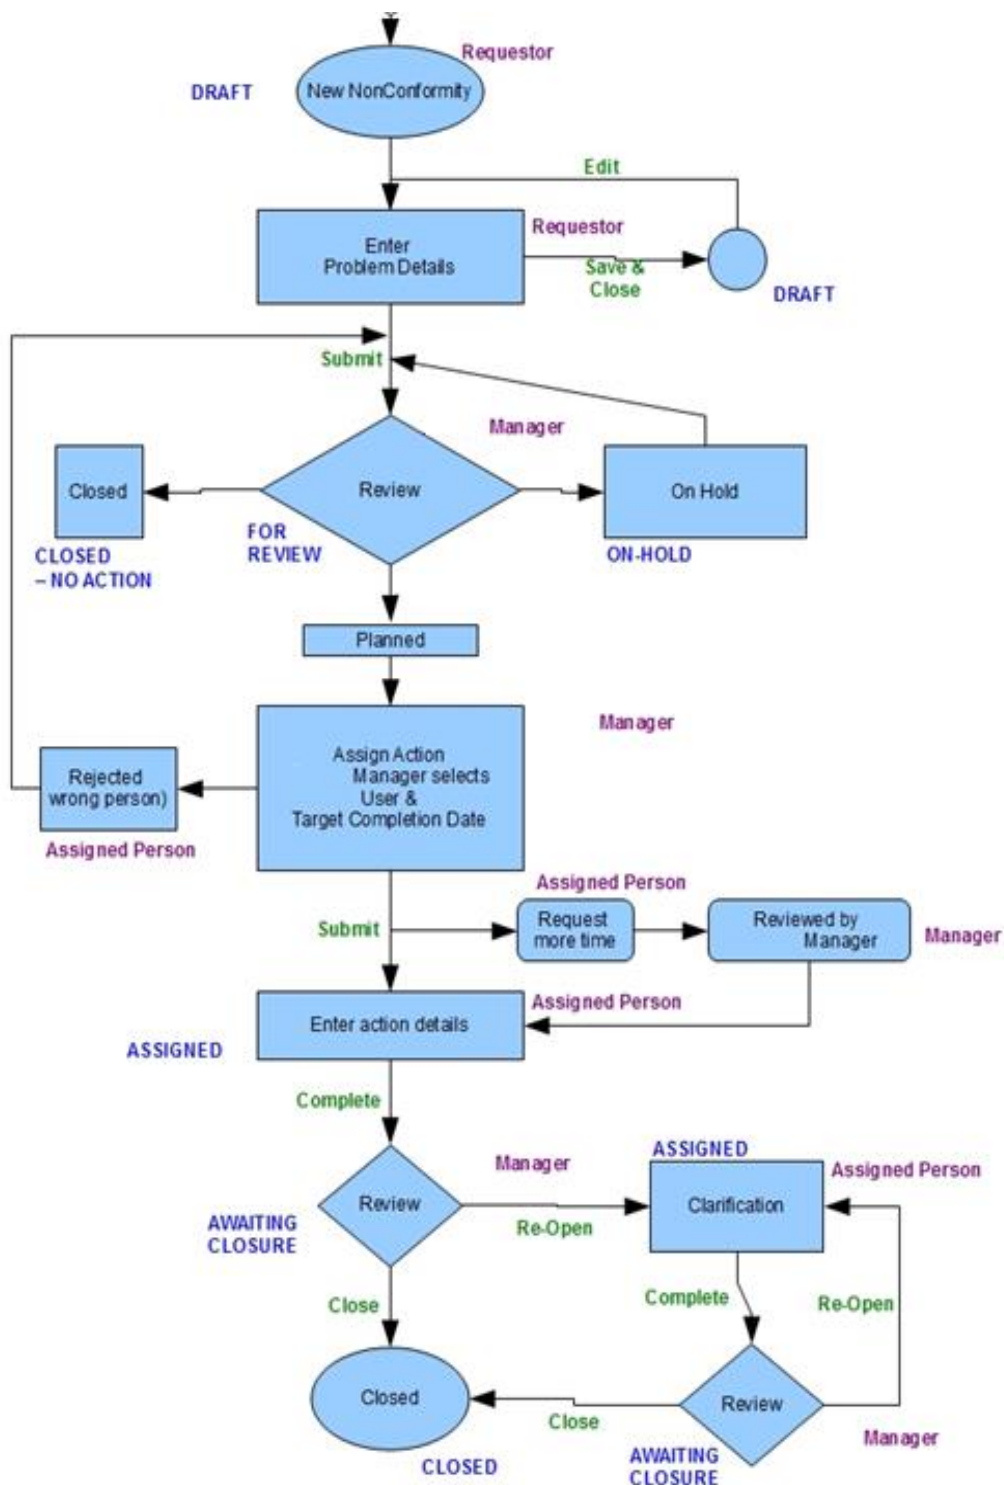 Requestor
New NonConformity
DRAFT
Edit
Enter
Problem Details
Requestor
Save &
Close
DRAFT
Submit
Manager
Closed
Review
On Hold
FOR
REVIEW
CLOSED
– NO ACTION
ON-HOLD
Planned
Manager
Assign Action
Manager selects
User &
Target Completion Date
Rejected
wrong person)
Assigned Person
Assigned Person
Submit
Request
more time
Reviewed by
Manager
Manager
Assigned Person
Enter action details
ASSIGNED
Complete
ASSIGNED
Manager
Assigned Person
Review
Clarification
AWAITING
CLOSURE
Re-Open
Close
Complete
Re-Open
Closed
Review
Close
Manager
CLOSED
AWAITING
CLOSURE